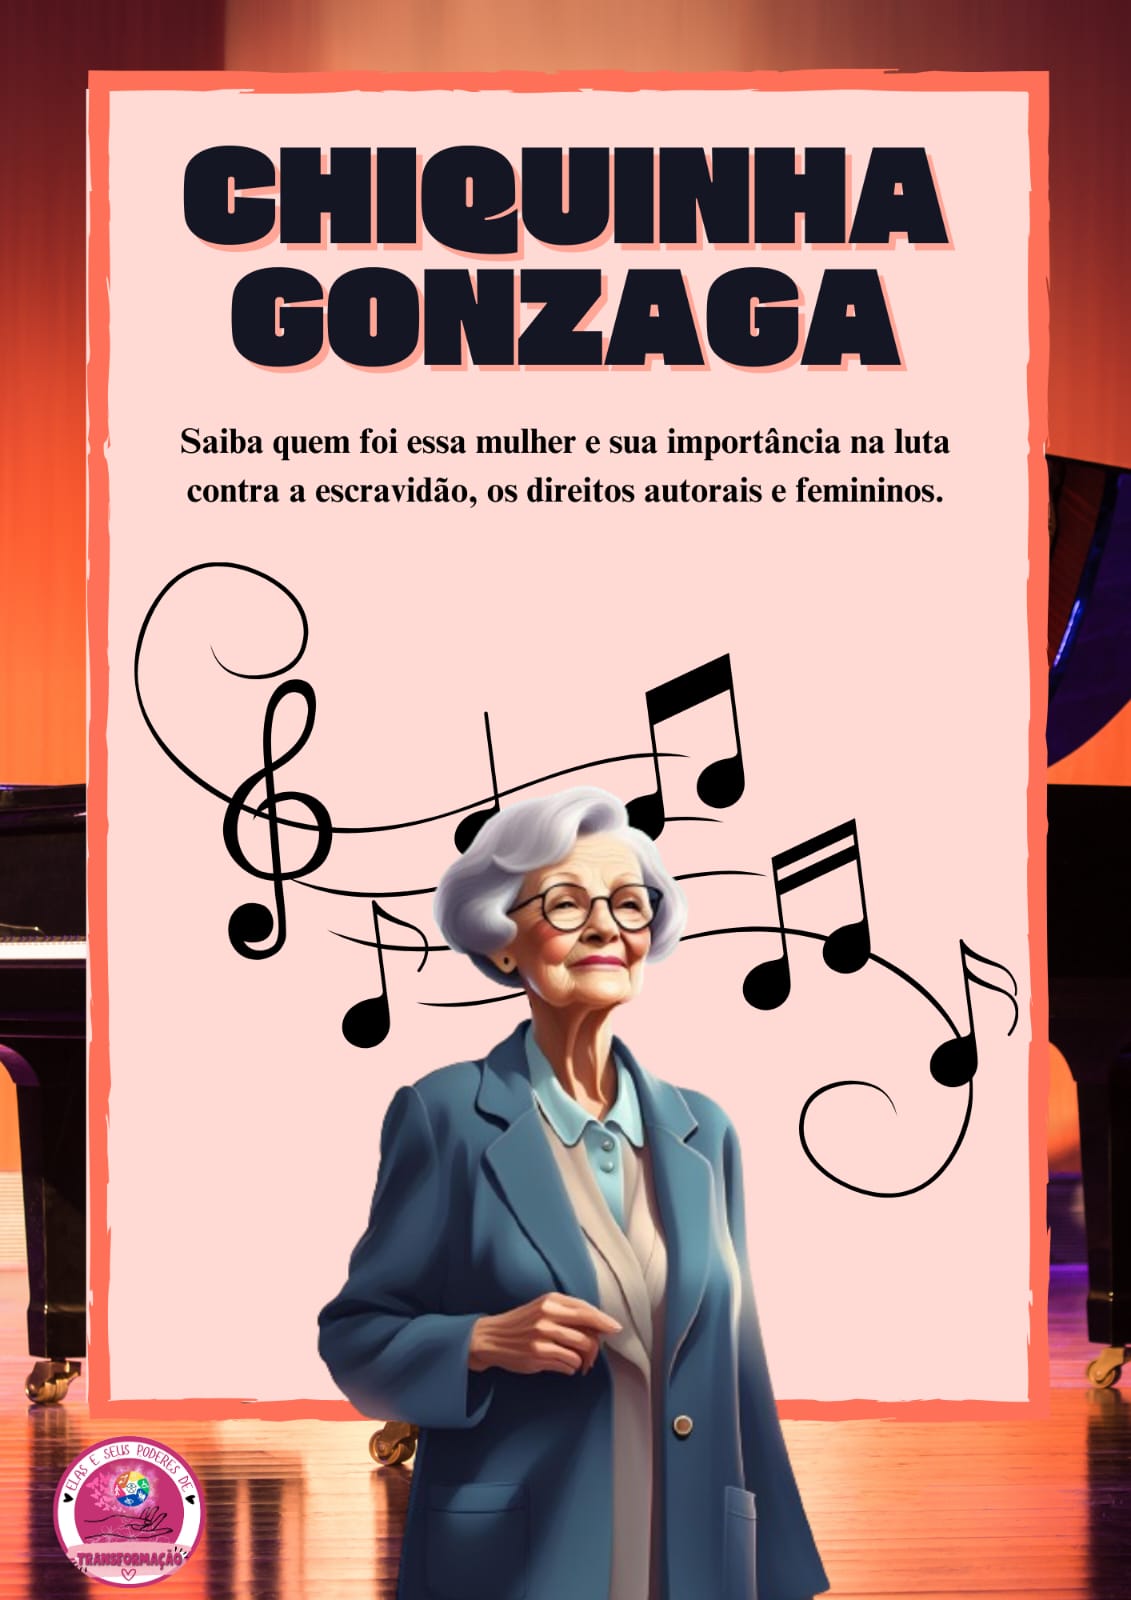 CHIQUINHA
GONZAGA
Saiba quem foi essa mulher e sua importância na luta
contra a escravidão, os direitos autorais e femininos.
ELAS E SEUS PODERES DE
TRANSFORMAÇÃO